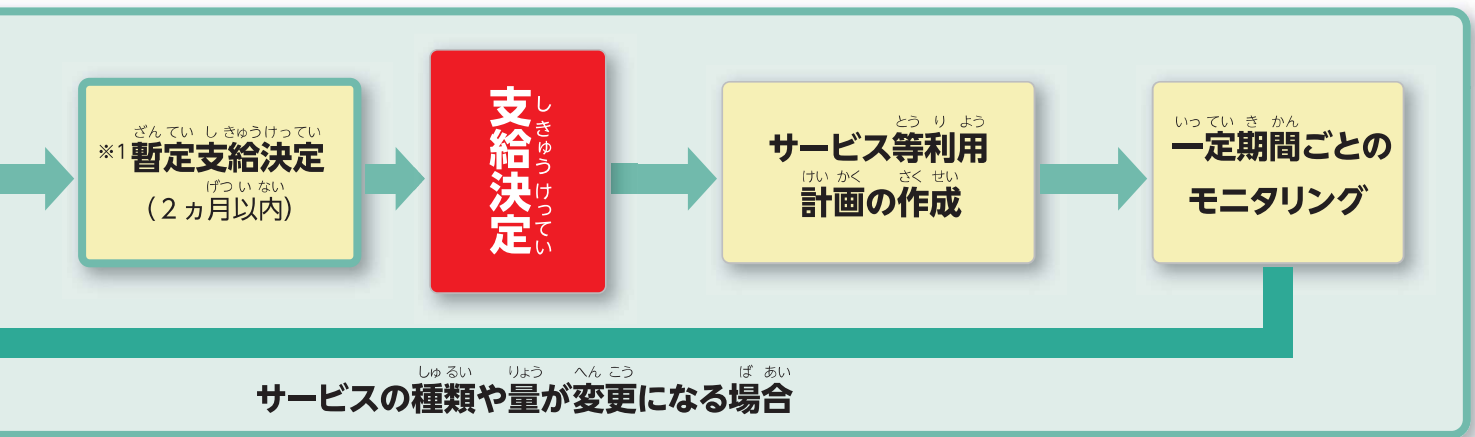 ざんてい しきゅうけってい
※1暫定支給決定
げつ い ない
（２ヵ月以内）
支給決定
し きゅう けってい
とう り よう
サービス等利用
けい かく さく せい
計画の作成
いっ てい き かん
一定期間ごとの
モニタリング
しゅ るい りょう へん こう ば あい
サービスの種類や量が変更になる場合